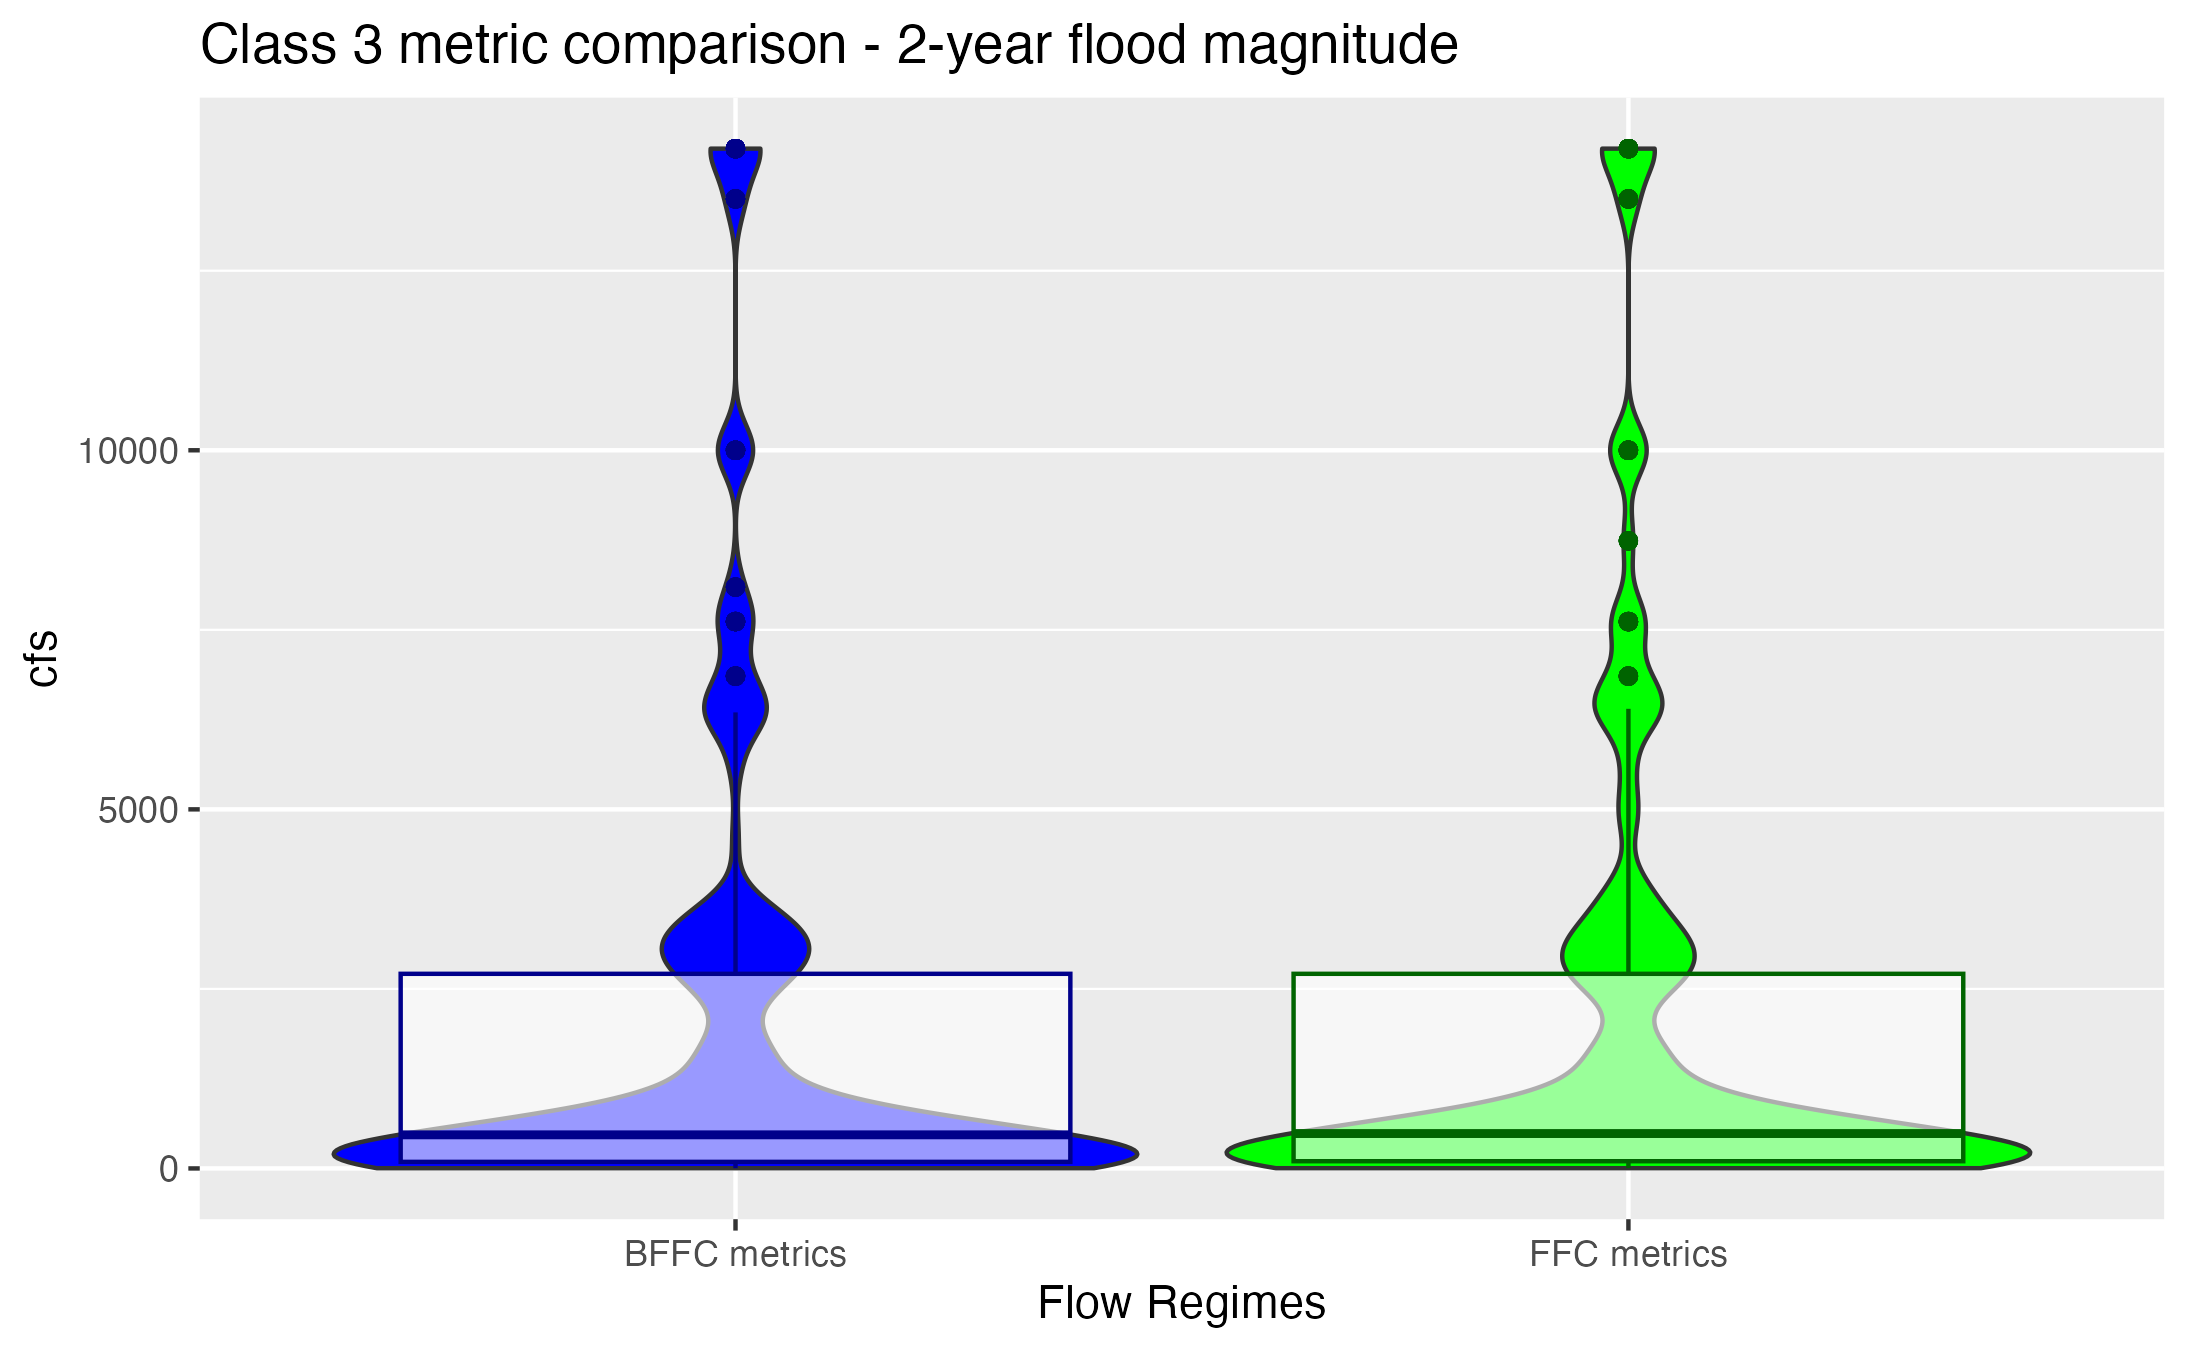 Class 3 metric comparison - 2-year flood magnitude
cfs
10000
5000
0
BFFC metrics
FFC metrics
Flow Regimes